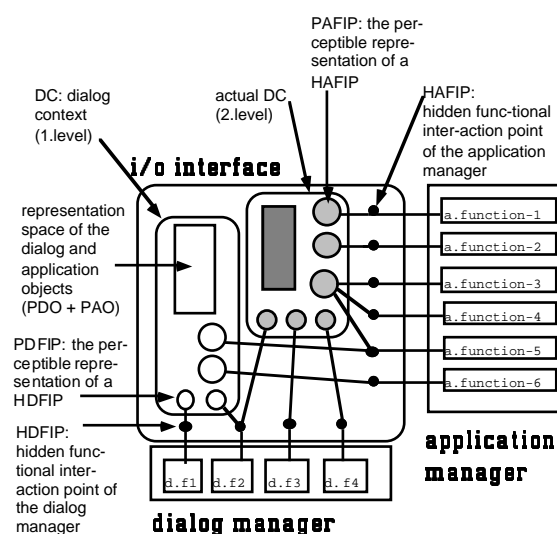 PAFIP: the per-
ceptible repre-
sentation of a
HAFIP
DC: dialog
context
(1.level)
actual DC
(2.level)
HAFIP:
hidden func-tional
inter-action point
of the application
manager
i/o interface
representation
space of the
dialog and
application
objects
(PDO + PAO)
a.function-1
a.function-2
a.function-3
a.function-4
a.function-5
a.function-6
PDFIP: the per-
ceptible repre-
sentation of a
HDFIP
HDFIP:
hidden func-
tional inter-
action point of
the dialog
manager
application
manager
d.f1
d.f2
d.f3
d.f4
dialog manager